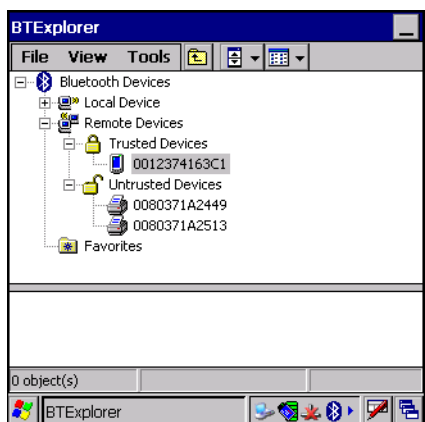 BTExplorer
File View Tools
Bluetooth Devices
Local Device
Remote Devices
Trusted Devices
0012374163C1
Untrusted Devices
0080371A2449
0080371A2513
Favorites
0 object(s)
BTExplorer